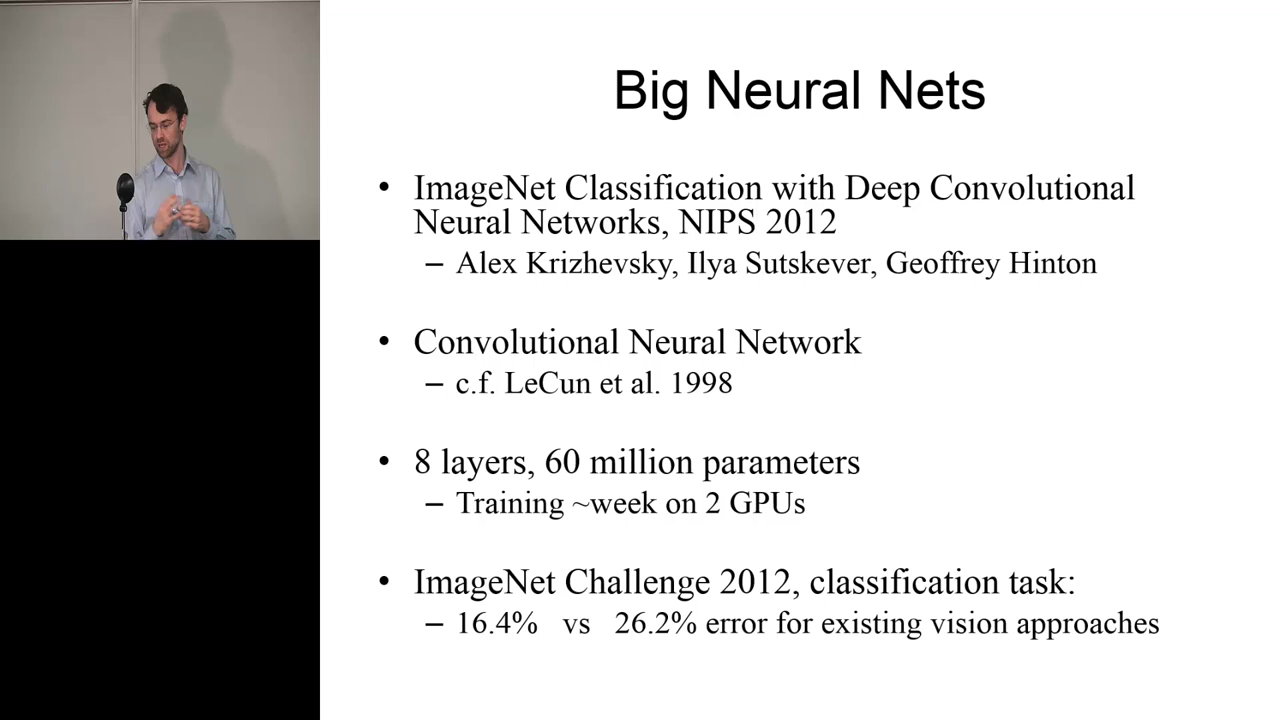 Big Neural Nets
• ImageNet Classification with Deep Convolutional
Neural Networks, NIPS 2012
– Alex Krizhevsky, Ilya Sutskever, Geoffrey Hinton
• Convolutional Neural Network
– c.f. LeCun et al. 1998
• 8 layers, 60 million parameters
– Training ~week on 2 GPUs
• ImageNet Challenge 2012, classification task:
– 16.4% vs 26.2% error for existing vision approaches